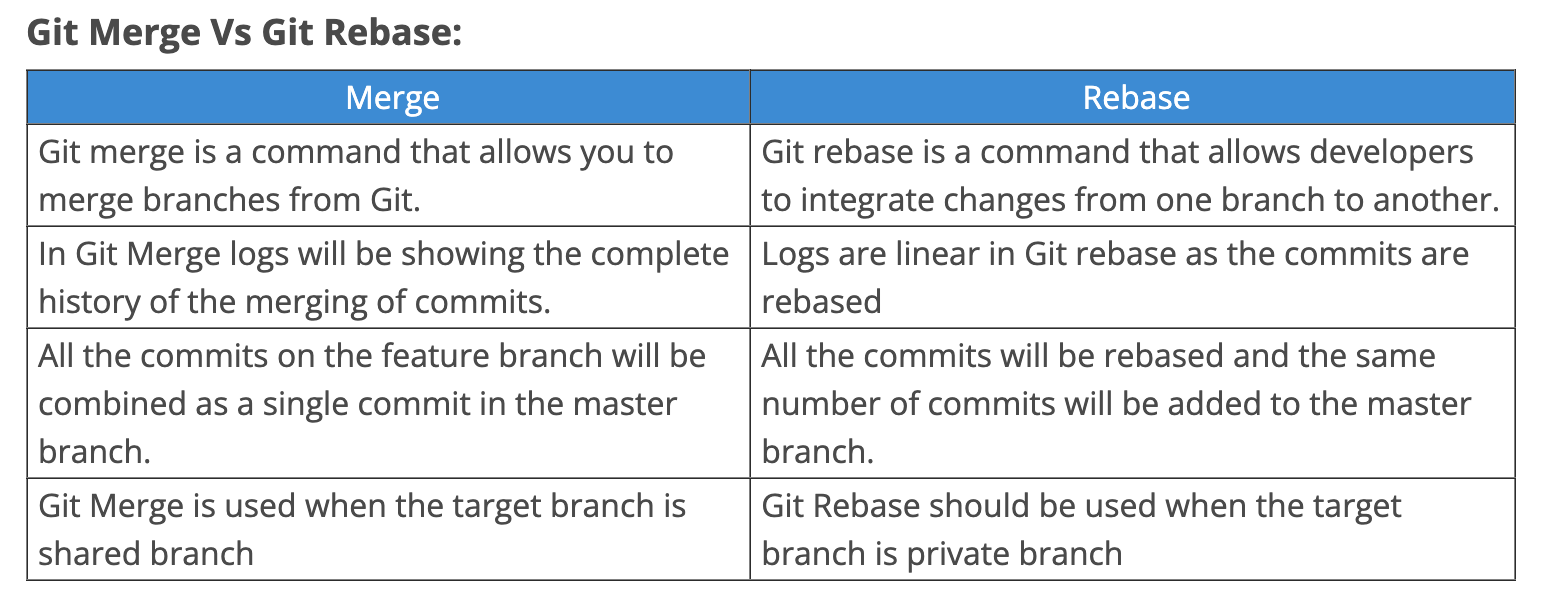 Git Merge Vs Git Rebase:
Merge
Rebase
Git merge is a command that allows you to
merge branches from Git.
Git rebase is a command that allows developers
to integrate changes from one branch to another.
In Git Merge logs will be showing the complete
history of the merging of commits.
Logs are linear in Git rebase as the commits are
rebased
All the commits on the feature branch will be
combined as a single commit in the master
branch.
All the commits will be rebased and the same
number of commits will be added to the master
branch.
Git Merge is used when the target branch is
shared branch
Git Rebase should be used when the target
branch is private branch